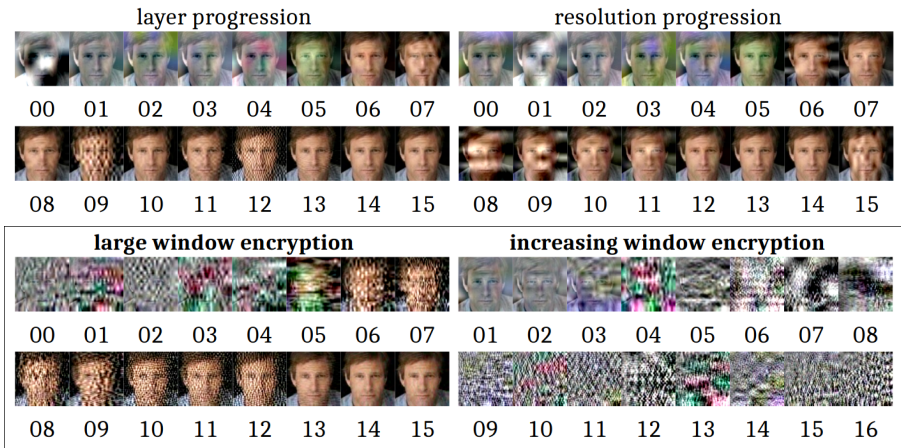 layer progression
resolution progression
00 01 02 03 04 05 06 07
00 01 02 03 04 05 06 07
08 09 10 11 12 13 14 15
08 09 10 11 12 13 14 15
large window encryption
increasing window encryption
00 01 02 03 04 05 06 07
01 02 03 04 05 06 07 08
08 09 10 11 12 13 14 15
09 10 11 12 13 14 15 16